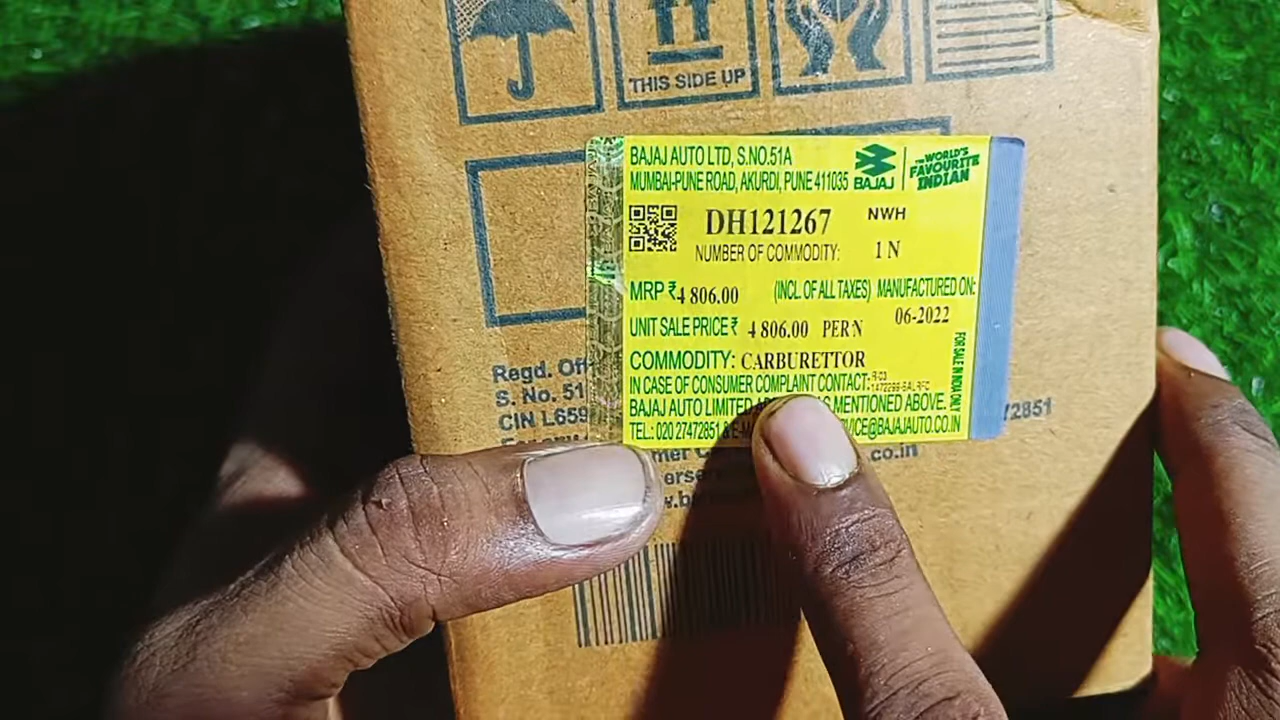 THIS SIDE UP
BAJAJ AUTO LTD, S.NO.51A
MUMBAI-PUNE ROAD, AKURDI, PUNE 411035
BAJAJ
THE WORLD'S
FAVOURITE
INDIAN
DH121267 NWH
NUMBER OF COMMODITY: 1 N
MRP ₹4 806.00 (INCL. OF ALL TAXES) MANUFACTURED ON:
06-2022
UNIT SALE PRICE ₹ 4 806.00 PER N
COMMODITY: CARBURETTOR
IN CASE OF CONSUMER COMPLAINT CONTACT:
BAJAJ AUTO LIMITED AS MENTIONED ABOVE.
TEL.: 020 27472851 & @BAJAJAUTO.CO.IN
FOR SALE IN INDIA ONLY
Regd.
S. No. 51
CIN L659
co.in